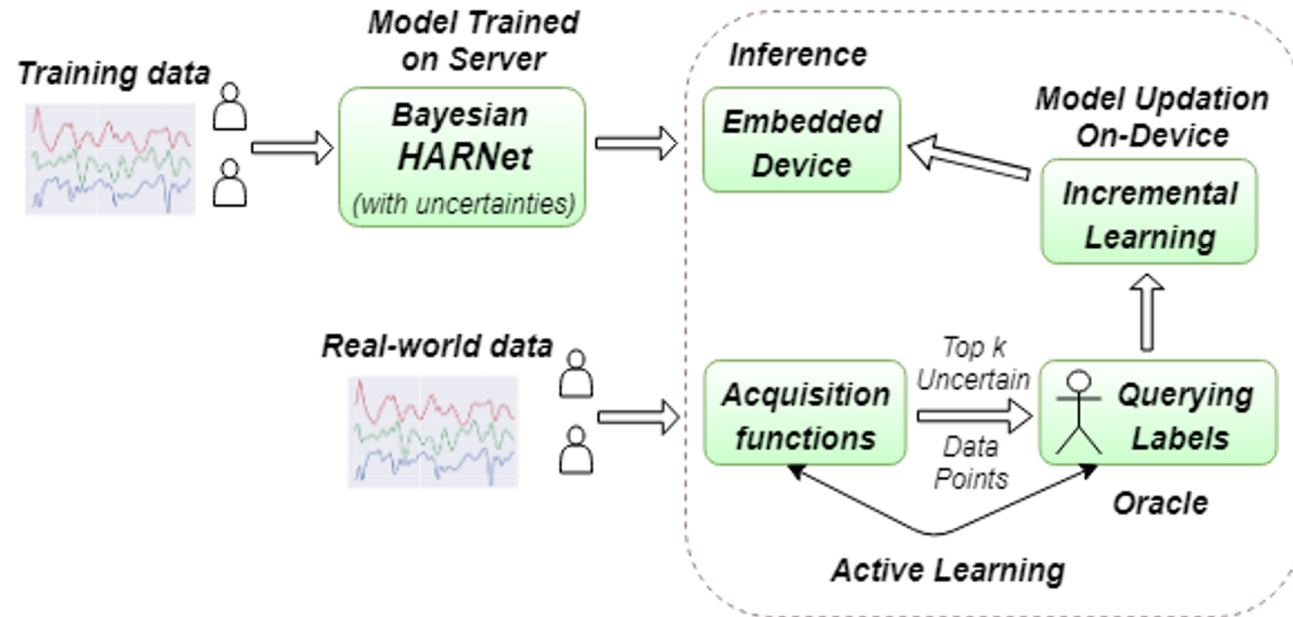 Training data
Model Trained
on Server
Bayesian
HARNet
(with uncertainties)
Inference
Embedded
Device
Model Updation
On-Device
Incremental
Learning
Real-world data
Acquisition
functions
Top k
Uncertain
Data
Points
Querying
Labels
Oracle
Active Learning